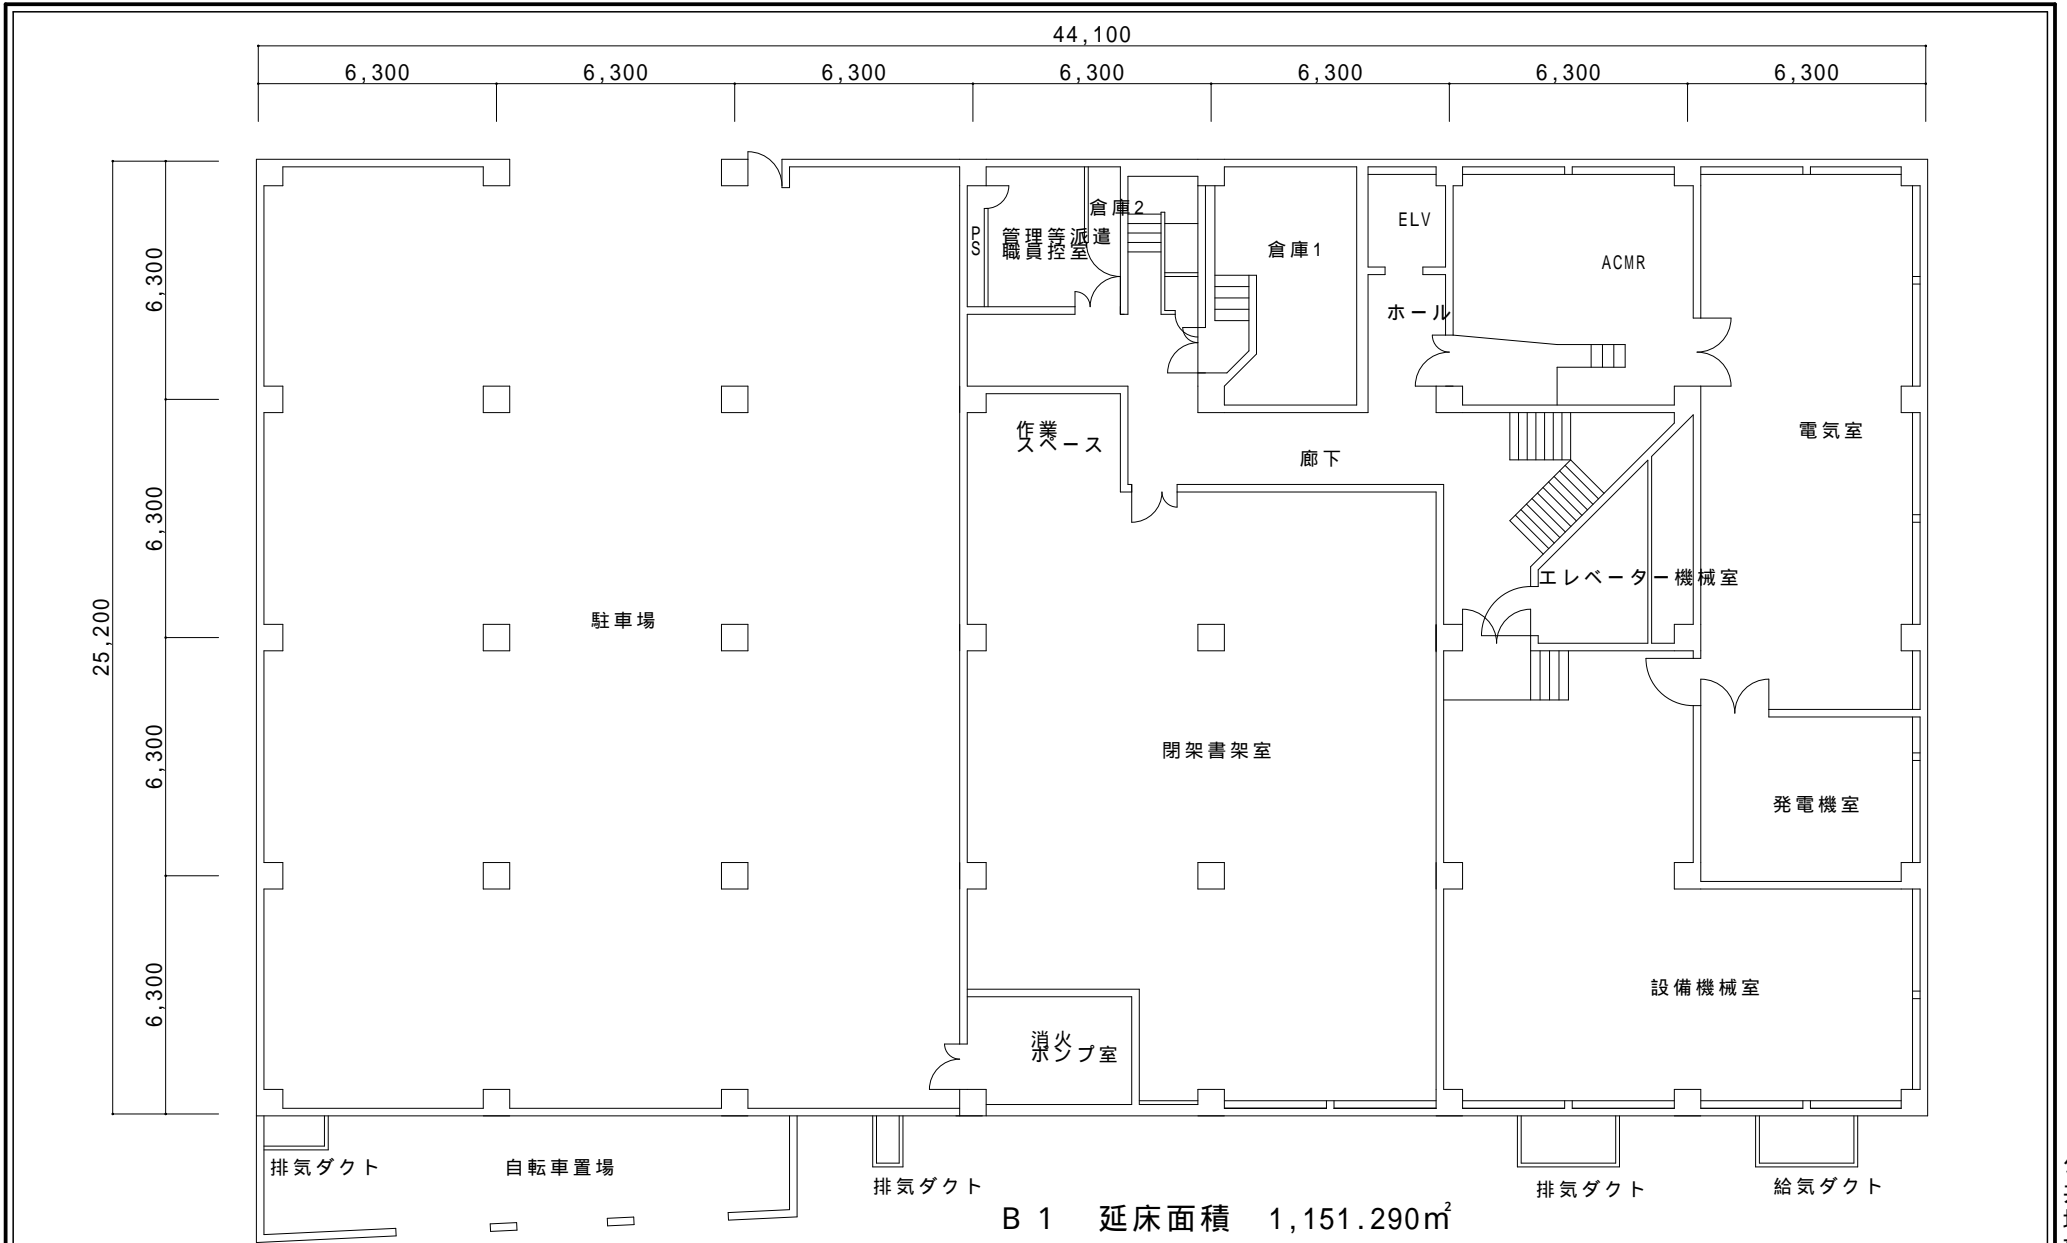 44,100
6,300 6,300 6,300 6,300 6,300 6,300 6,300
25,200
6,300
6,300
6,300
6,300
PS
管理等派遣
職員控室
倉庫2
倉庫1
ELV
ACMR
ホール
作業
スペース
廊下
電気室
エレベーター機械室
駐車場
閉架書架室
発電機室
設備機械室
消火
ポンプ室
排気ダクト
自転車置場
排気ダクト
排気ダクト
給気ダクト
B 1 延床面積 1,151.290㎡